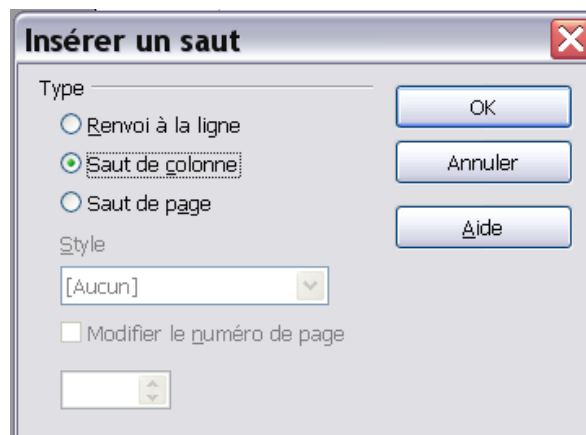 Insérer un saut
Type
Renvoi à la ligne
Saut de colonne
Saut de page
Style
[Aucun]
Modifier le numéro de page
OK
Annuler
Aide